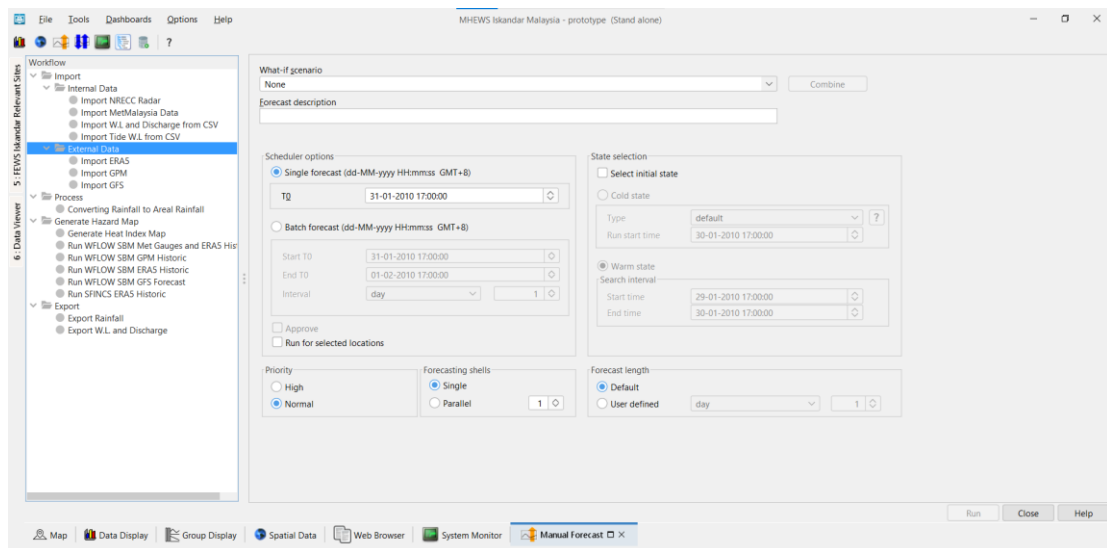 File Tools Dashboards Options Help
MHEWS Iskandar Malaysia - prototype (Stand alone)
?
5 : FEWS Iskandar Relevant Sites
6 : Data Viewer
Workflow
Import
Internal Data
Import NRECC Radar
Import MetMalaysia Data
Import W.L and Discharge from CSV
Import Tide W.L from CSV
External Data
Import ERA5
Import GPM
Import GFS
Process
Converting Rainfall to Areal Rainfall
Generate Hazard Map
Generate Heat Index Map
Run WFLOW SBM Met Gauges and ERA5 His
Run WFLOW SBM GPM Historic
Run WFLOW SBM ERA5 Historic
Run WFLOW SBM GFS Forecast
Run SFINCS ERA5 Historic
Export
Export Rainfall
Export W.L. and Discharge
What-if scenario
None
Combine
Forecast description
Scheduler options
Single forecast (dd-MM-yyyy HH:mm:ss GMT+8)
T0 31-01-2010 17:00:00
Batch forecast (dd-MM-yyyy HH:mm:ss GMT+8)
Start T0 31-01-2010 17:00:00
End T0 01-02-2010 17:00:00
Interval day 1
Approve
Run for selected locations
State selection
Select initial state
Cold state
Type default ?
Run start time 30-01-2010 17:00:00
Warm state
Search interval
Start time 29-01-2010 17:00:00
End time 30-01-2010 17:00:00
Priority
High
Normal
Forecasting shells
Single
Parallel 1
Forecast length
Default
User defined day 1
Run Close Help
Map Data Display Group Display Spatial Data Web Browser System Monitor Manual Forecast